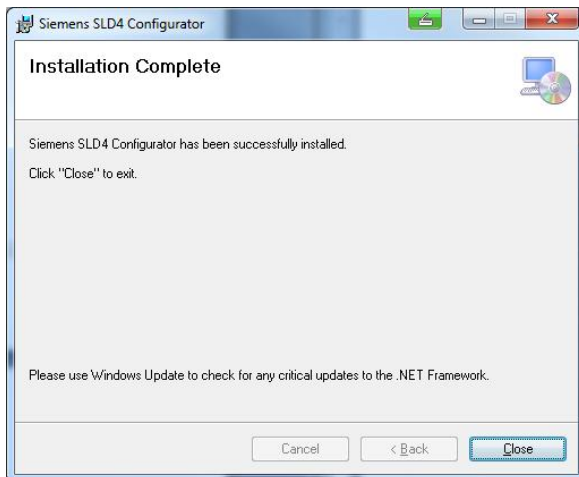 Siemens SLD4 Configurator
Installation Complete
Siemens SLD4 Configurator has been successfully installed.
Click "Close" to exit.
Please use Windows Update to check for any critical updates to the .NET Framework.
Cancel
< Back
Close